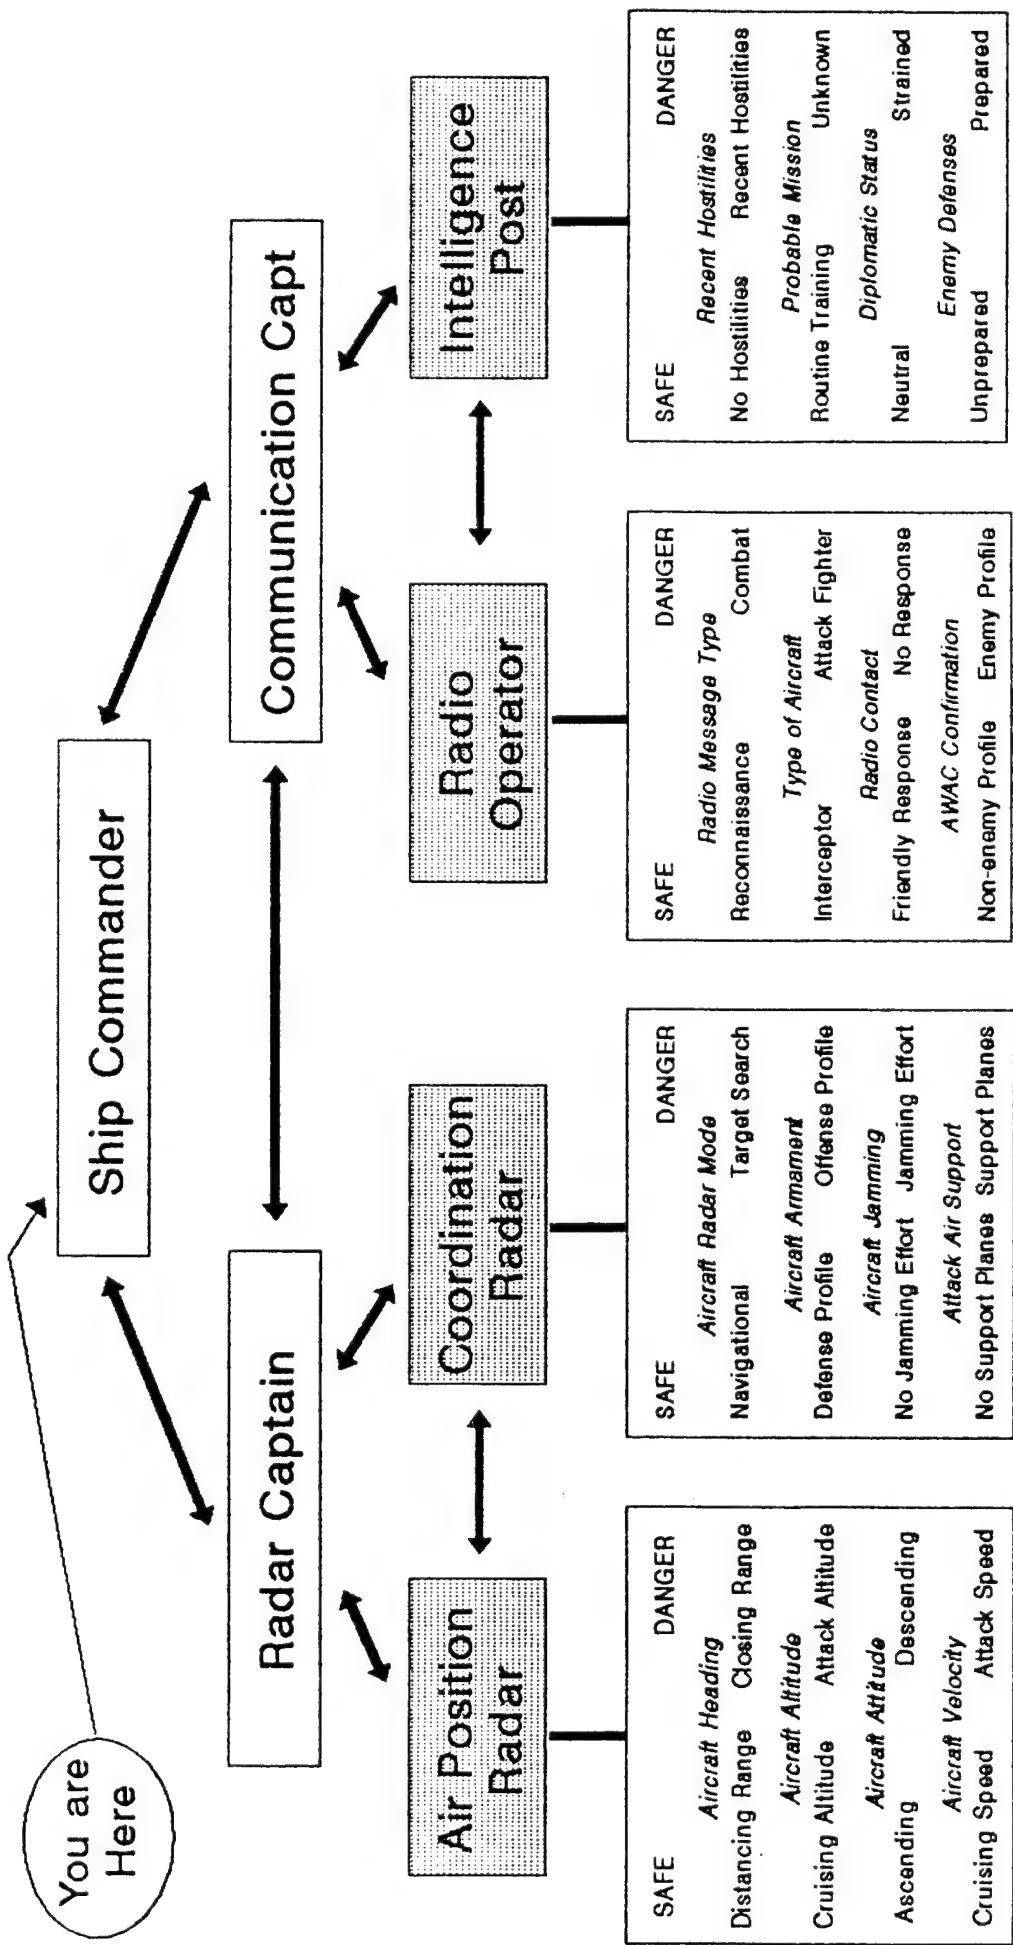 You are
Here
Ship Commander
Radar Captain
Communication Capt
Air Position
Radar
Coordination
Radar
Radio
Operator
Intelligence
Post
SAFE DANGER
Aircraft Heading
Distancing Range Closing Range
Aircraft Altitude
Cruising Altitude Attack Altitude
Aircraft Attitude
Ascending Descending
Aircraft Velocity
Cruising Speed Attack Speed
SAFE DANGER
Aircraft Radar Mode
Navigational Target Search
Aircraft Armament
Defense Profile Offense Profile
Aircraft Jamming
No Jamming Effort Jamming Effort
Attack Air Support
No Support Planes Support Planes
SAFE DANGER
Radio Message Type
Reconnaissance Combat
Type of Aircraft
Interceptor Attack Fighter
Radio Contact
Friendly Response No Response
AWAC Confirmation
Non-enemy Profile Enemy Profile
SAFE DANGER
Recent Hostilities
No Hostilities Recent Hostilities
Probable Mission
Routine Training Unknown
Diplomatic Status
Neutral Strained
Enemy Defenses
Unprepared Prepared